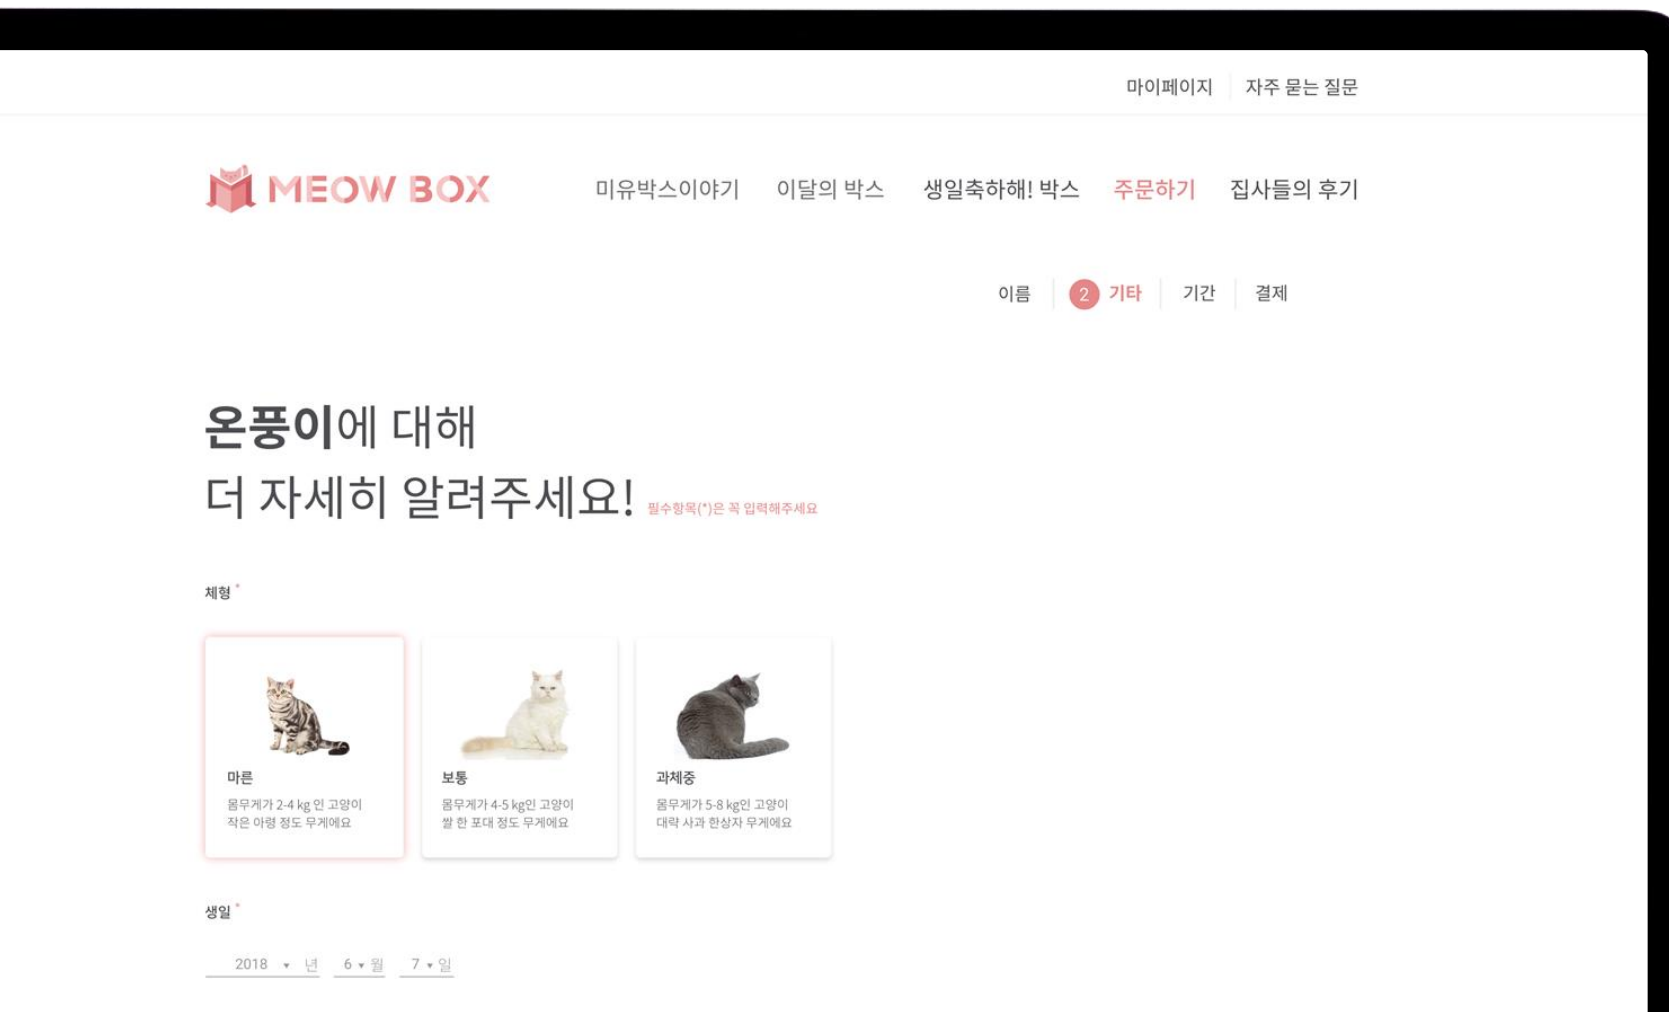 마이페이지 자주 묻는 질문
MEOW BOX 미유박스이야기 이달의 박스 생일축하해! 박스 주문하기 집사들의 후기
이름 2 기타 기간 결제
온풍이에 대해
더 자세히 알려주세요! 필수항목(*)은 꼭 입력해주세요
체형 *
마른
몸무게가 2-4 kg 인 고양이
작은 아령 정도 무게에요
보통
몸무게가 4-5 kg인 고양이
쌀 한 포대 정도 무게에요
과체중
몸무게가 5-8 kg인 고양이
대략 사과 한상자 무게에요
생일 *
2018 ▾ 년 6 ▾ 월 7 ▾ 일